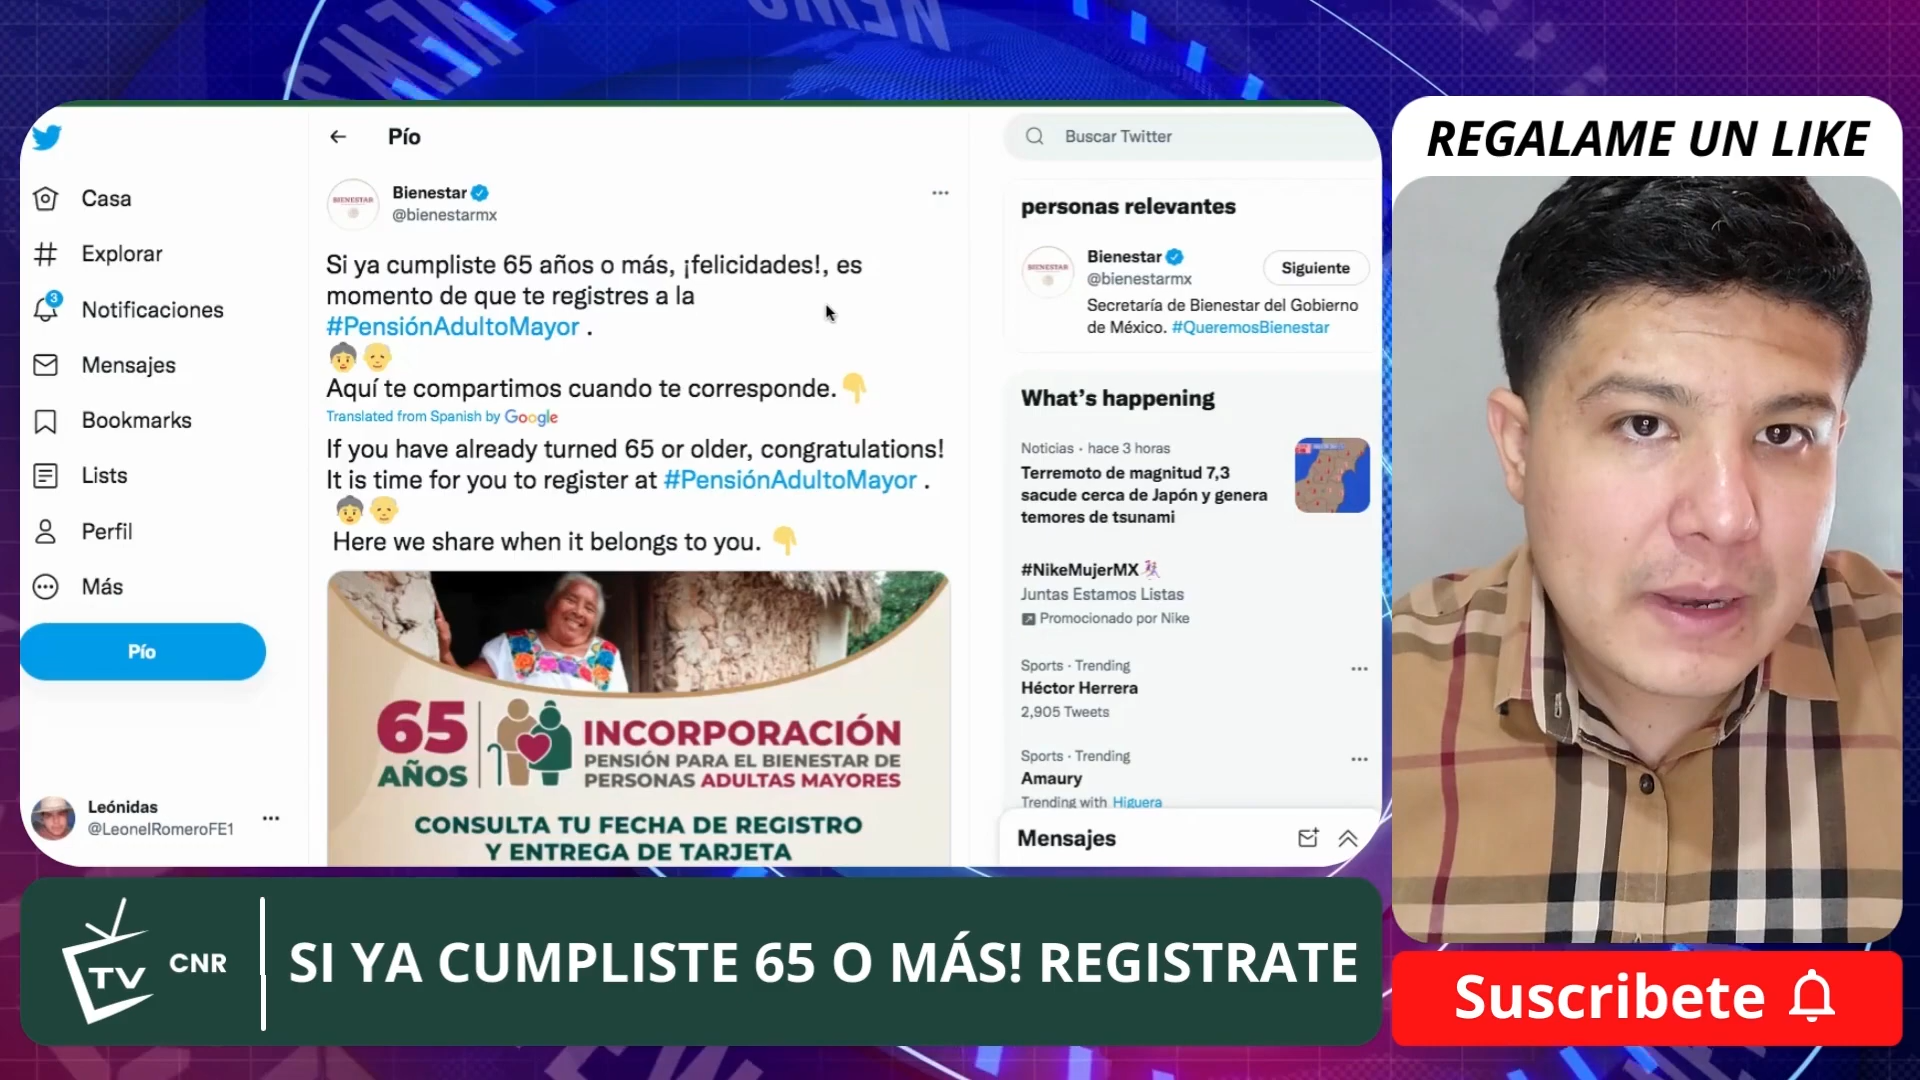 NEWS
NEWS
REGALAME UN LIKE
Pío
Buscar Twitter
Casa
Explorar
3
Notificaciones
Mensajes
Bookmarks
Lists
Perfil
Más
Pío
Leónidas
@LeonelRomeroFE1
BIENESTAR
Bienestar
@bienestarmx
Si ya cumpliste 65 años o más, ¡felicidades!, es
momento de que te registres a la
#PensiónAdultoMayor .
Aquí te compartimos cuando te corresponde.
Translated from Spanish by Google
If you have already turned 65 or older, congratulations!
It is time for you to register at #PensiónAdultoMayor .
Here we share when it belongs to you.
65
AÑOS
INCORPORACIÓN
PENSIÓN PARA EL BIENESTAR DE
PERSONAS ADULTAS MAYORES
CONSULTA TU FECHA DE REGISTRO
Y ENTREGA DE TARJETA
personas relevantes
BIENESTAR
Bienestar
@bienestarmx
Siguiente
Secretaría de Bienestar del Gobierno
de México. #QueremosBienestar
What's happening
Noticias · hace 3 horas
Terremoto de magnitud 7,3
sacude cerca de Japón y genera
temores de tsunami
#NikeMujerMX
Juntas Estamos Listas
Promocionado por Nike
Sports · Trending
Héctor Herrera
2,905 Tweets
Sports · Trending
Amaury
Trending with Higuera
Mensajes
TV
CNR
SI YA CUMPLISTE 65 O MÁS! REGISTRATE
Suscribete